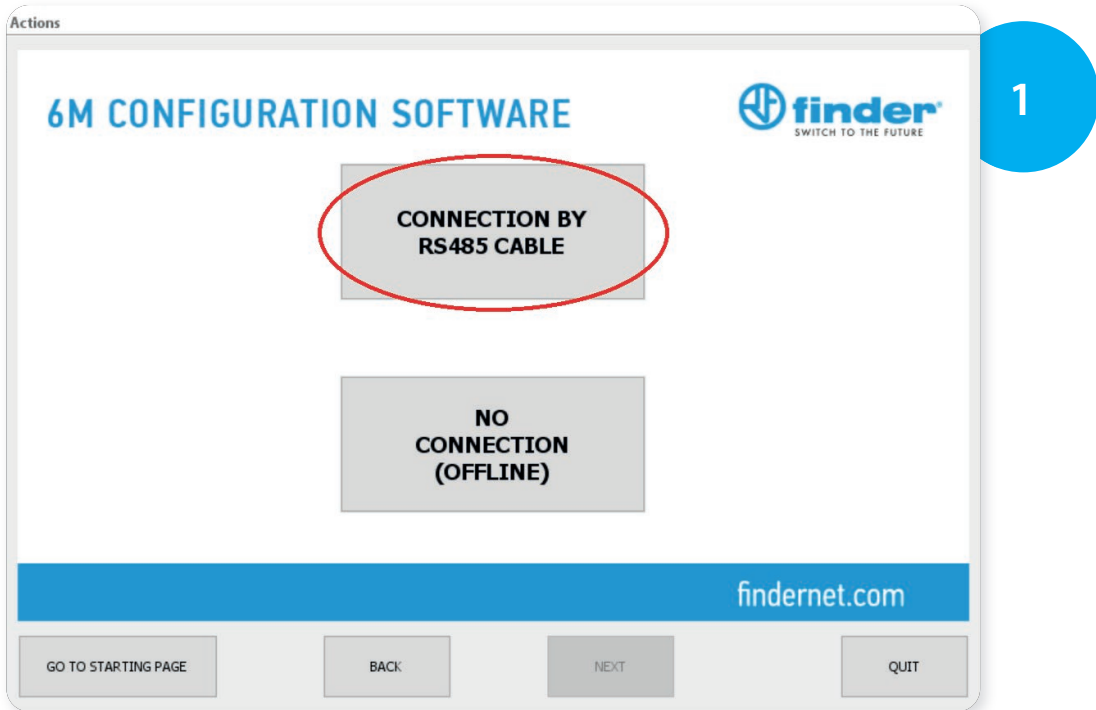 Actions
6M CONFIGURATION SOFTWARE
finder
SWITCH TO THE FUTURE
1
CONNECTION BY
RS485 CABLE
NO
CONNECTION
(OFFLINE)
findernet.com
GO TO STARTING PAGE
BACK
NEXT
QUIT